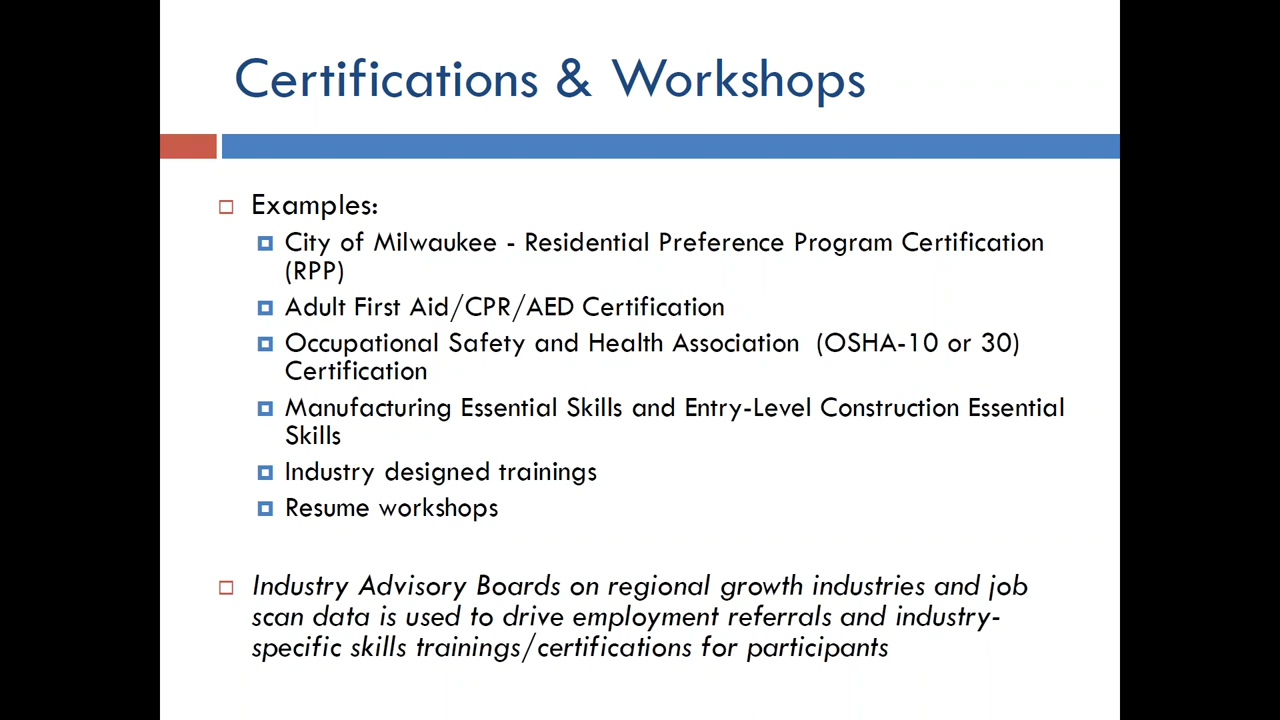 Certifications & Workshops
Examples:
City of Milwaukee - Residential Preference Program Certification
(RPP)
Adult First Aid/CPR/AED Certification
Occupational Safety and Health Association (OSHA-10 or 30)
Certification
Manufacturing Essential Skills and Entry-Level Construction Essential
Skills
Industry designed trainings
Resume workshops
Industry Advisory Boards on regional growth industries and job
scan data is used to drive employment referrals and industry-
specific skills trainings/certifications for participants